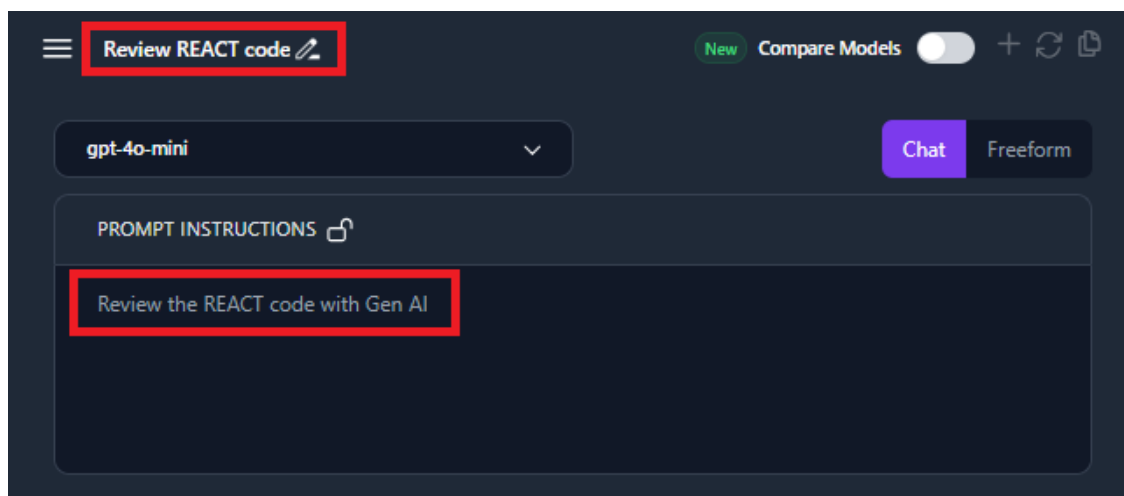 Review REACT code
New Compare Models
gpt-4o-mini
Chat Freeform
PROMPT INSTRUCTIONS
Review the REACT code with Gen AI